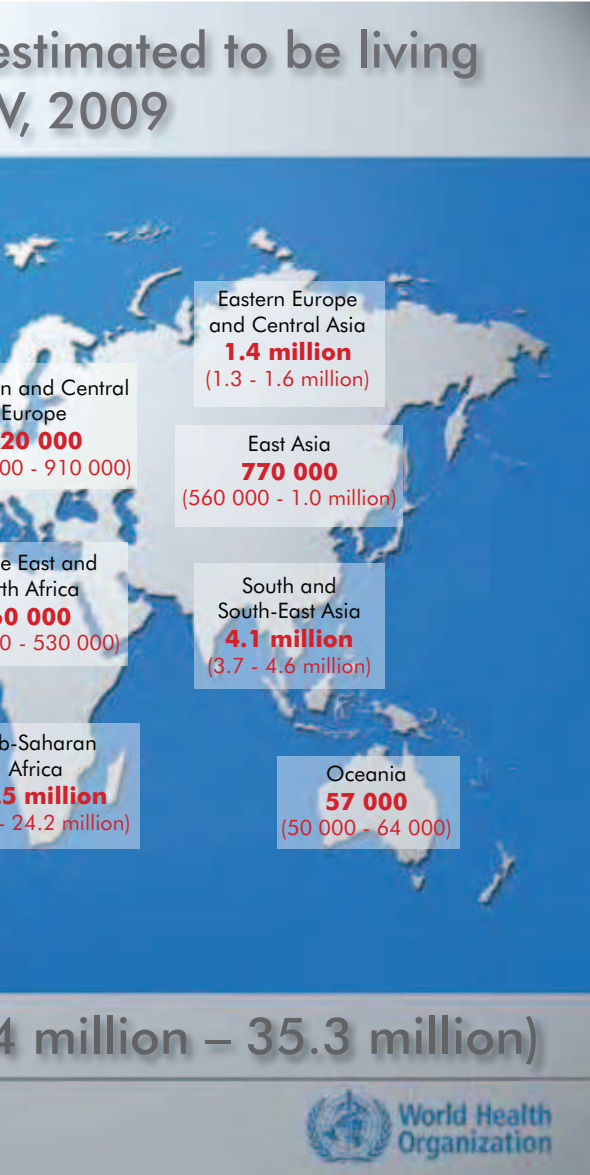 estimated to be living
V, 2009
Eastern Europe
and Central Asia
1.4 million
(1.3 - 1.6 million)
n and Central
Europe
20 000
00 - 910 000)
East Asia
770 000
(560 000 - 1.0 million)
e East and
th Africa
60 000
0 - 530 000)
South and
South-East Asia
4.1 million
(3.7 - 4.6 million)
b-Saharan
Africa
.5 million
- 24.2 million)
Oceania
57 000
(50 000 - 64 000)
4 million – 35.3 million)
World Health
Organization